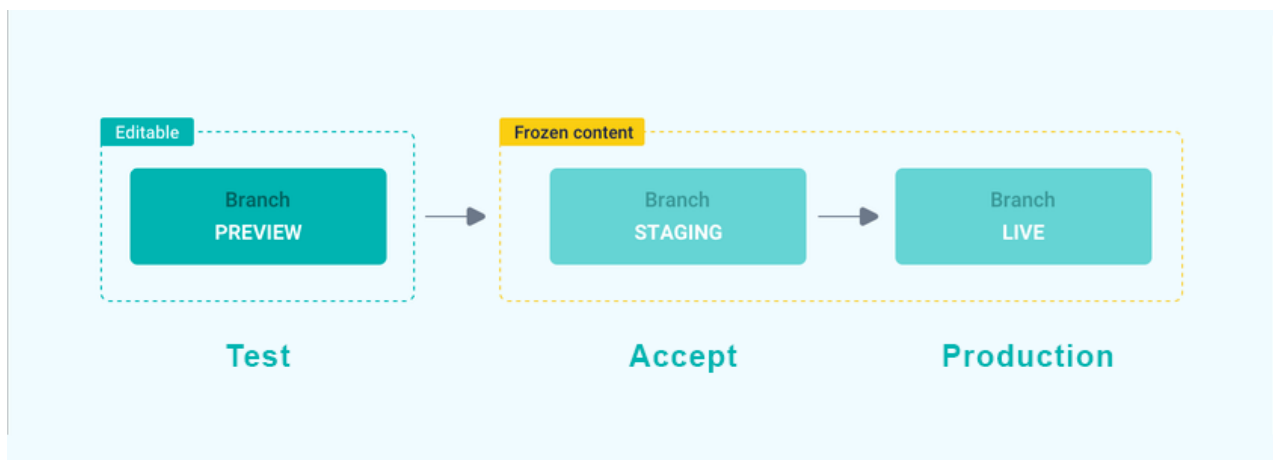 Editable
Branch
PREVIEW
Frozen content
Branch
STAGING
Branch
LIVE
Test
Accept
Production